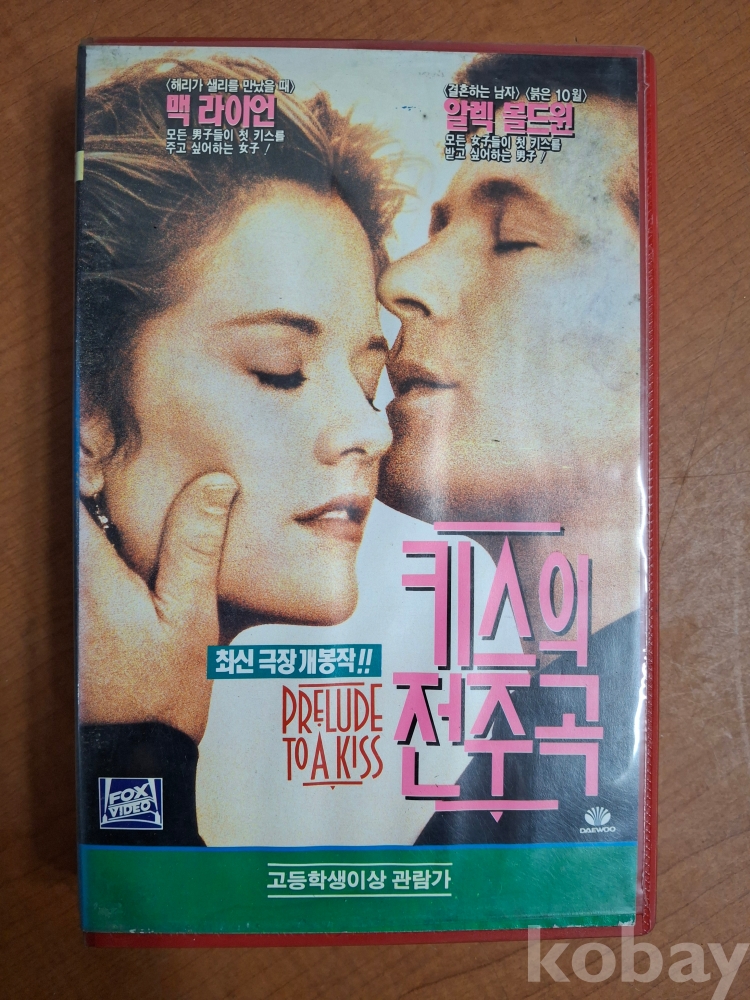 〈해리가 샐리를 만났을 때〉
맥 라이언
모든 男子들이 첫 키스를
주고 싶어하는 女子 !
〈결혼하는 남자〉 〈붉은 10월〉
알렉 볼드윈
모든 女子들이 첫 키스를
받고 싶어하는 男子 !
키스의
전주곡
최신 극장 개봉작!!
PRELUDE
TO A KISS
FOX
VIDEO
DAEWOO
고등학생이상 관람가
kobay